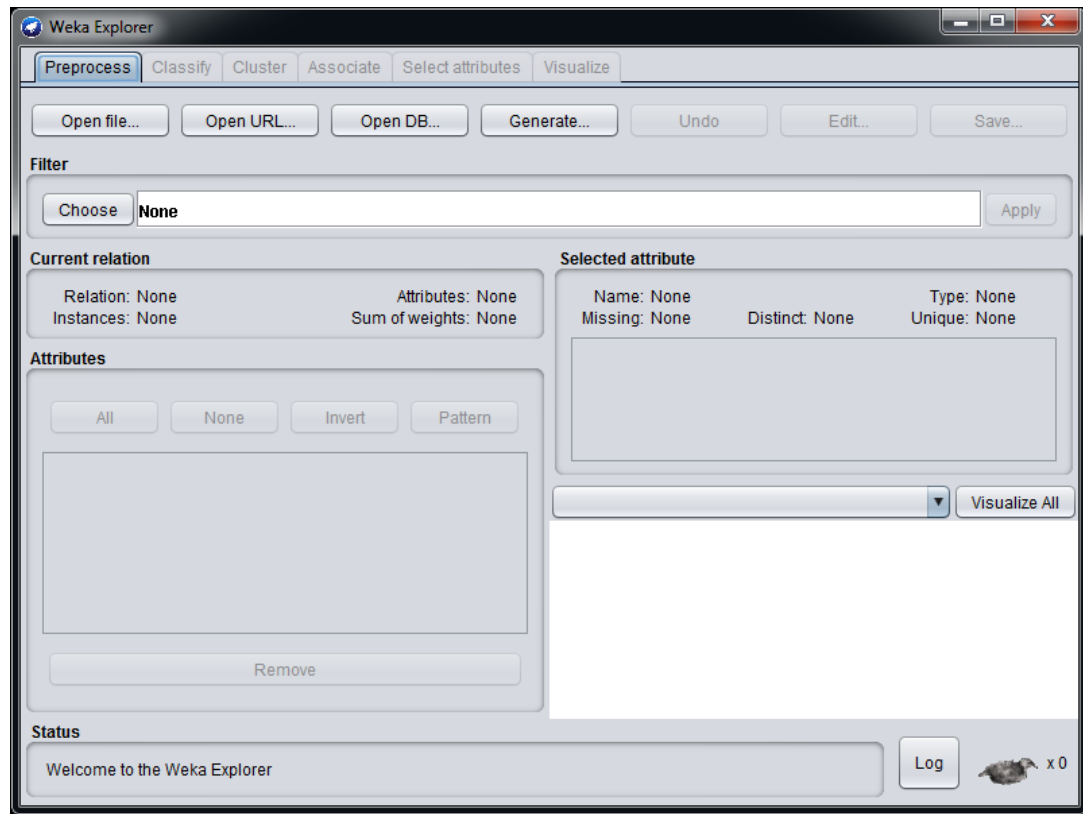 Weka Explorer
Preprocess Classify Cluster Associate Select attributes Visualize
Open file... Open URL... Open DB... Generate... Undo Edit... Save...
Filter
Choose None Apply
Current relation
Relation: None Attributes: None
Instances: None Sum of weights: None
Selected attribute
Name: None Type: None
Missing: None Distinct: None Unique: None
Attributes
All None Invert Pattern
Remove
Visualize All
Status
Welcome to the Weka Explorer
Log x 0